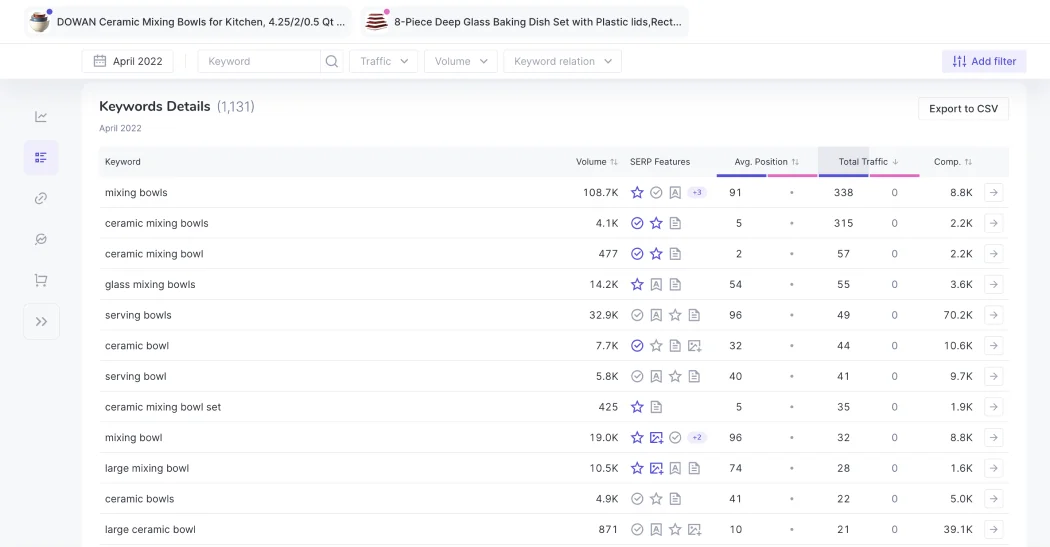 DOWAN Ceramic Mixing Bowls for Kitchen, 4.25/2/0.5 Qt ... 8-Piece Deep Glass Baking Dish Set with Plastic lids,Rect...
April 2022 Keyword Traffic Volume Keyword relation Add filter
Keywords Details (1,131) Export to CSV
April 2022
Keyword Volume SERP Features Avg. Position Total Traffic Comp.
mixing bowls 108.7K +3 91 • 338 0 8.8K
ceramic mixing bowls 4.1K 5 • 315 0 2.2K
ceramic mixing bowl 477 2 • 57 0 2.2K
glass mixing bowls 14.2K 54 • 55 0 3.6K
serving bowls 32.9K 96 • 49 0 70.2K
ceramic bowl 7.7K 32 • 44 0 10.6K
serving bowl 5.8K 40 • 41 0 9.7K
ceramic mixing bowl set 425 5 • 35 0 1.9K
mixing bowl 19.0K +2 96 • 32 0 8.8K
large mixing bowl 10.5K 74 • 28 0 1.6K
ceramic bowls 4.9K 41 • 22 0 5.0K
large ceramic bowl 871 10 • 21 0 39.1K